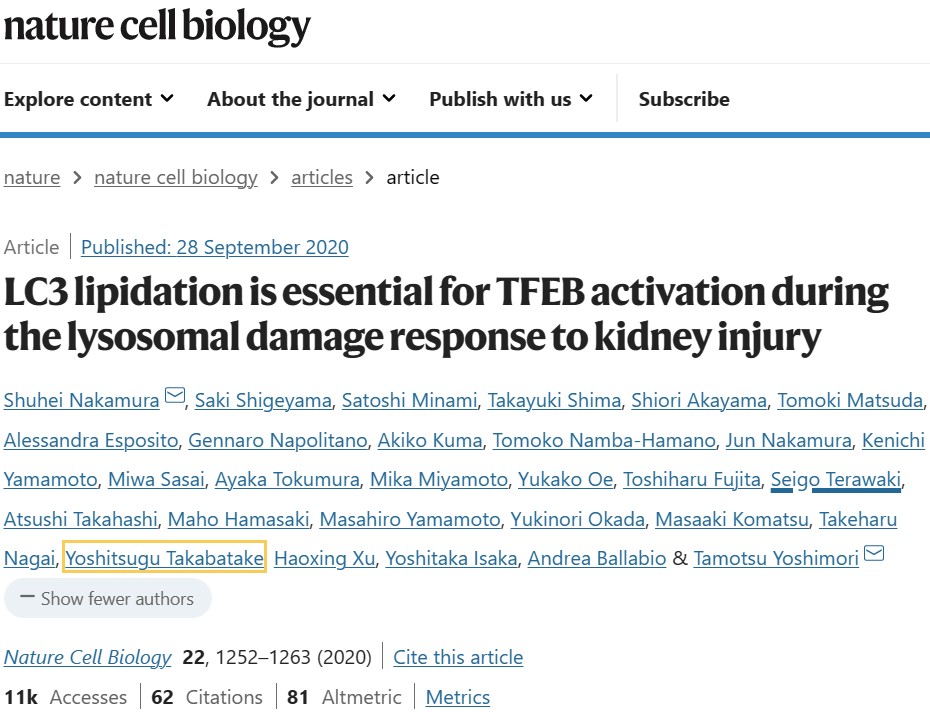 nature cell biology
Explore content About the journal Publish with us Subscribe
nature > nature cell biology > articles > article
Article | Published: 28 September 2020
LC3 lipidation is essential for TFEB activation during
the lysosomal damage response to kidney injury
Shuhei Nakamura, Saki Shigeyama, Satoshi Minami, Takayuki Shima, Shiori Akayama, Tomoki Matsuda,
Alessandra Esposito, Gennaro Napolitano, Akiko Kuma, Tomoko Namba-Hamano, Jun Nakamura, Kenichi
Yamamoto, Miwa Sasai, Ayaka Tokumura, Mika Miyamoto, Yukako Oe, Toshiharu Fujita, Seigo Terawaki,
Atsushi Takahashi, Maho Hamasaki, Masahiro Yamamoto, Yukinori Okada, Masaaki Komatsu, Takeharu
Nagai, Yoshitsugu Takabatake Haoxing Xu, Yoshitaka Isaka, Andrea Ballabio & Tamotsu Yoshimori
— Show fewer authors
Nature Cell Biology 22, 1252–1263 (2020) | Cite this article
11k Accesses | 62 Citations | 81 Altmetric | Metrics